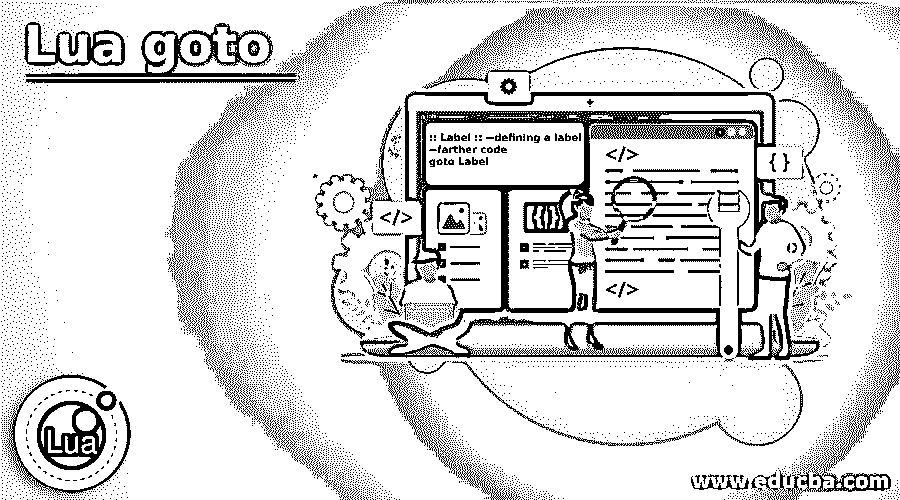 Lua goto
:: Label :: —defining a label
—farther code
goto Label
</>
{ }
</>
</>
Lua
www.educba.com